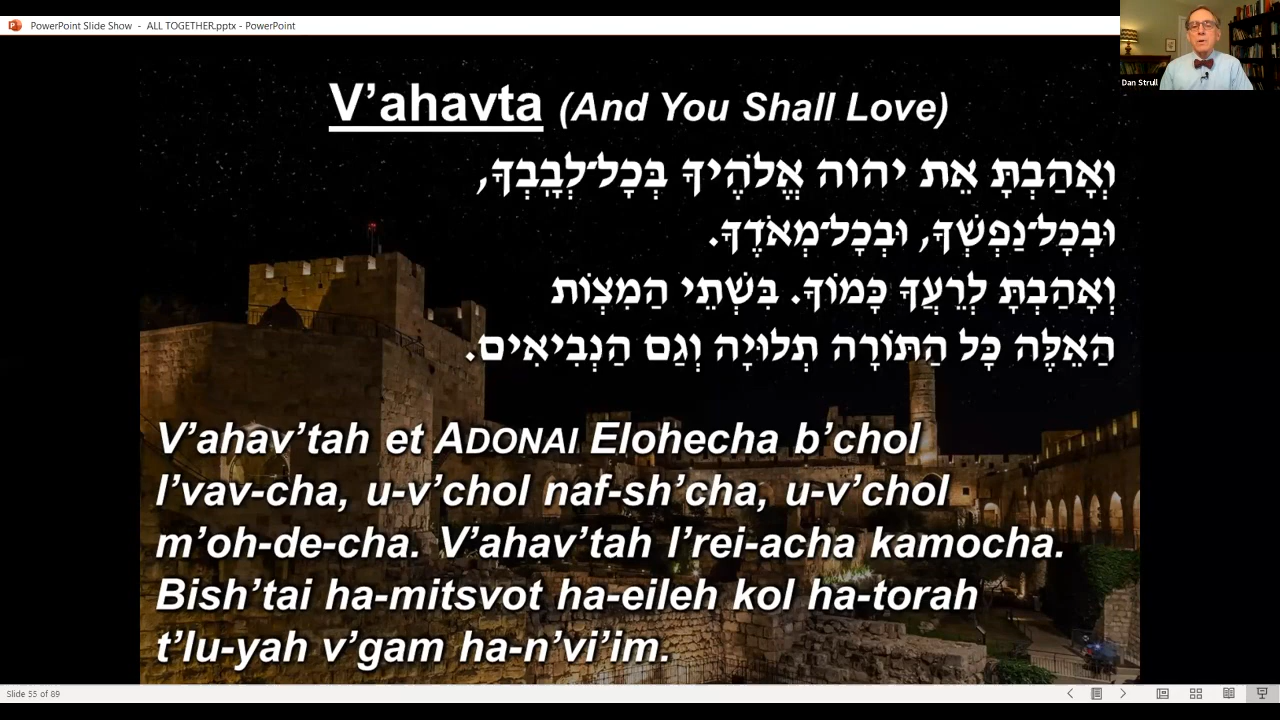 PowerPoint Slide Show - ALL TOGETHER.pptx - PowerPoint
Dan Strull
V’ahavta (And You Shall Love)
וְאָהַבְתָּ אֵת יהוה אֱלֹהֶיךָ בְּכָל־לְבָבְךָ,
וּבְכָל־נַפְשְׁךָ, וּבְכָל־מְאֹדֶךָ.
וְאָהַבְתָּ לְרֵעֲךָ כָּמוֹךָ. בִּשְׁתֵי הַמִצְוֹת
הָאֵלֶּה כָּל הַתּוֹרָה תְלוּיָה וְגַם הַנְבִיאִים.
V’ahav’tah et ADONAI Elohecha b’chol
l’vav-cha, u-v’chol naf-sh’cha, u-v’chol
m’oh-de-cha. V’ahav’tah l’rei-acha kamocha.
Bish’tai ha-mitsvot ha-eileh kol ha-torah
t’lu-yah v’gam ha-n’vi’im.
Slide 55 of 89